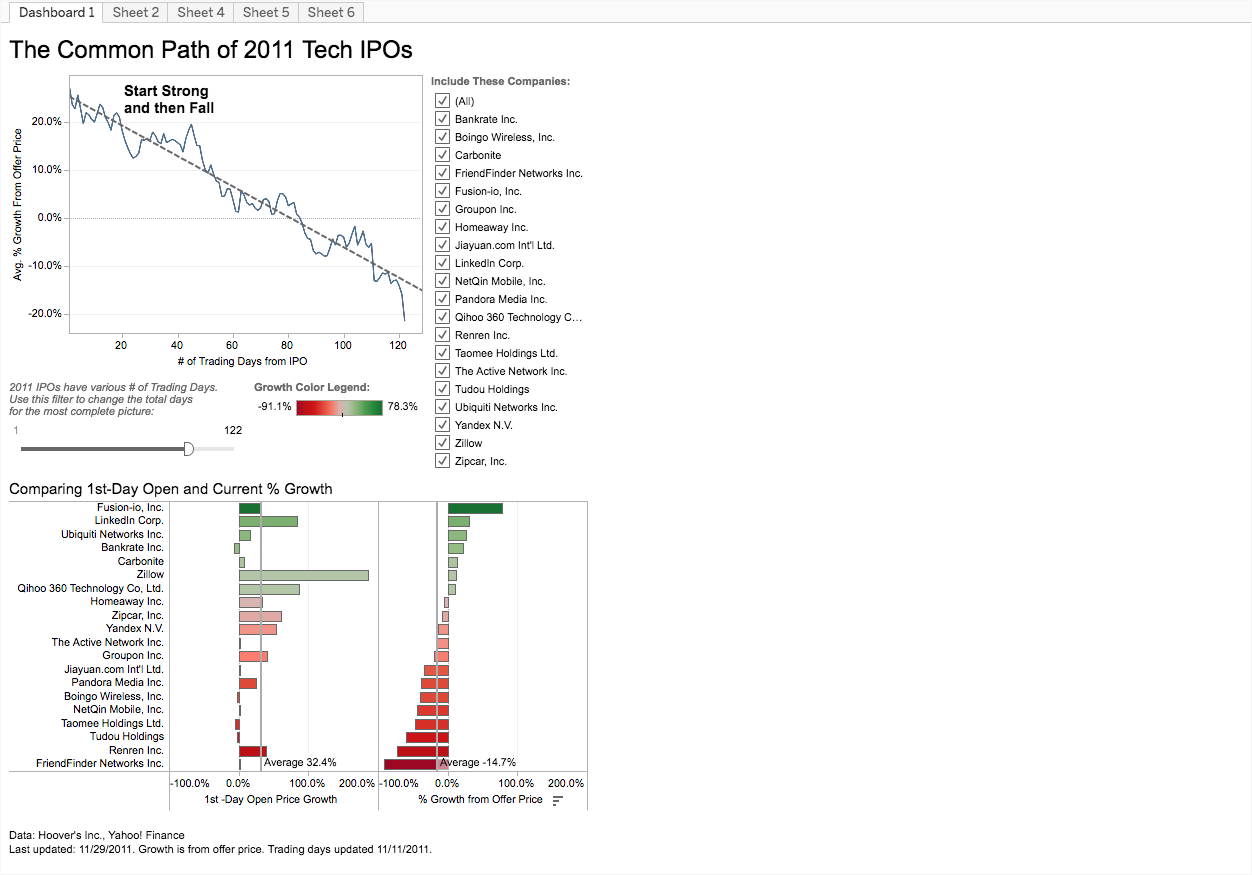 Dashboard 1 Sheet 2 Sheet 4 Sheet 5 Sheet 6
The Common Path of 2011 Tech IPOs
Start Strong
and then Fall
Avg. % Growth From Offer Price
20.0%
10.0%
0.0%
-10.0%
-20.0%
20 40 60 80 100 120
# of Trading Days from IPO
Include These Companies:
(All)
Bankrate Inc.
Boingo Wireless, Inc.
Carbonite
FriendFinder Networks Inc.
Fusion-io, Inc.
Groupon Inc.
Homeaway Inc.
Jiayuan.com Int'l Ltd.
LinkedIn Corp.
NetQin Mobile, Inc.
Pandora Media Inc.
Qihoo 360 Technology C...
Renren Inc.
Taomee Holdings Ltd.
The Active Network Inc.
Tudou Holdings
Ubiquiti Networks Inc.
Yandex N.V.
Zillow
Zipcar, Inc.
2011 IPOs have various # of Trading Days.
Use this filter to change the total days
for the most complete picture:
1 122
Growth Color Legend:
-91.1% 78.3%
Comparing 1st-Day Open and Current % Growth
Fusion-io, Inc.
LinkedIn Corp.
Ubiquiti Networks Inc.
Bankrate Inc.
Carbonite
Zillow
Qihoo 360 Technology Co, Ltd.
Homeaway Inc.
Zipcar, Inc.
Yandex N.V.
The Active Network Inc.
Groupon Inc.
Jiayuan.com Int'l Ltd.
Pandora Media Inc.
Boingo Wireless, Inc.
NetQin Mobile, Inc.
Taomee Holdings Ltd.
Tudou Holdings
Renren Inc.
FriendFinder Networks Inc.
Average 32.4% Average -14.7%
-100.0% 0.0% 100.0% 200.0% -100.0% 0.0% 100.0% 200.0%
1st -Day Open Price Growth % Growth from Offer Price
Data: Hoover's Inc., Yahoo! Finance
Last updated: 11/29/2011. Growth is from offer price. Trading days updated 11/11/2011.